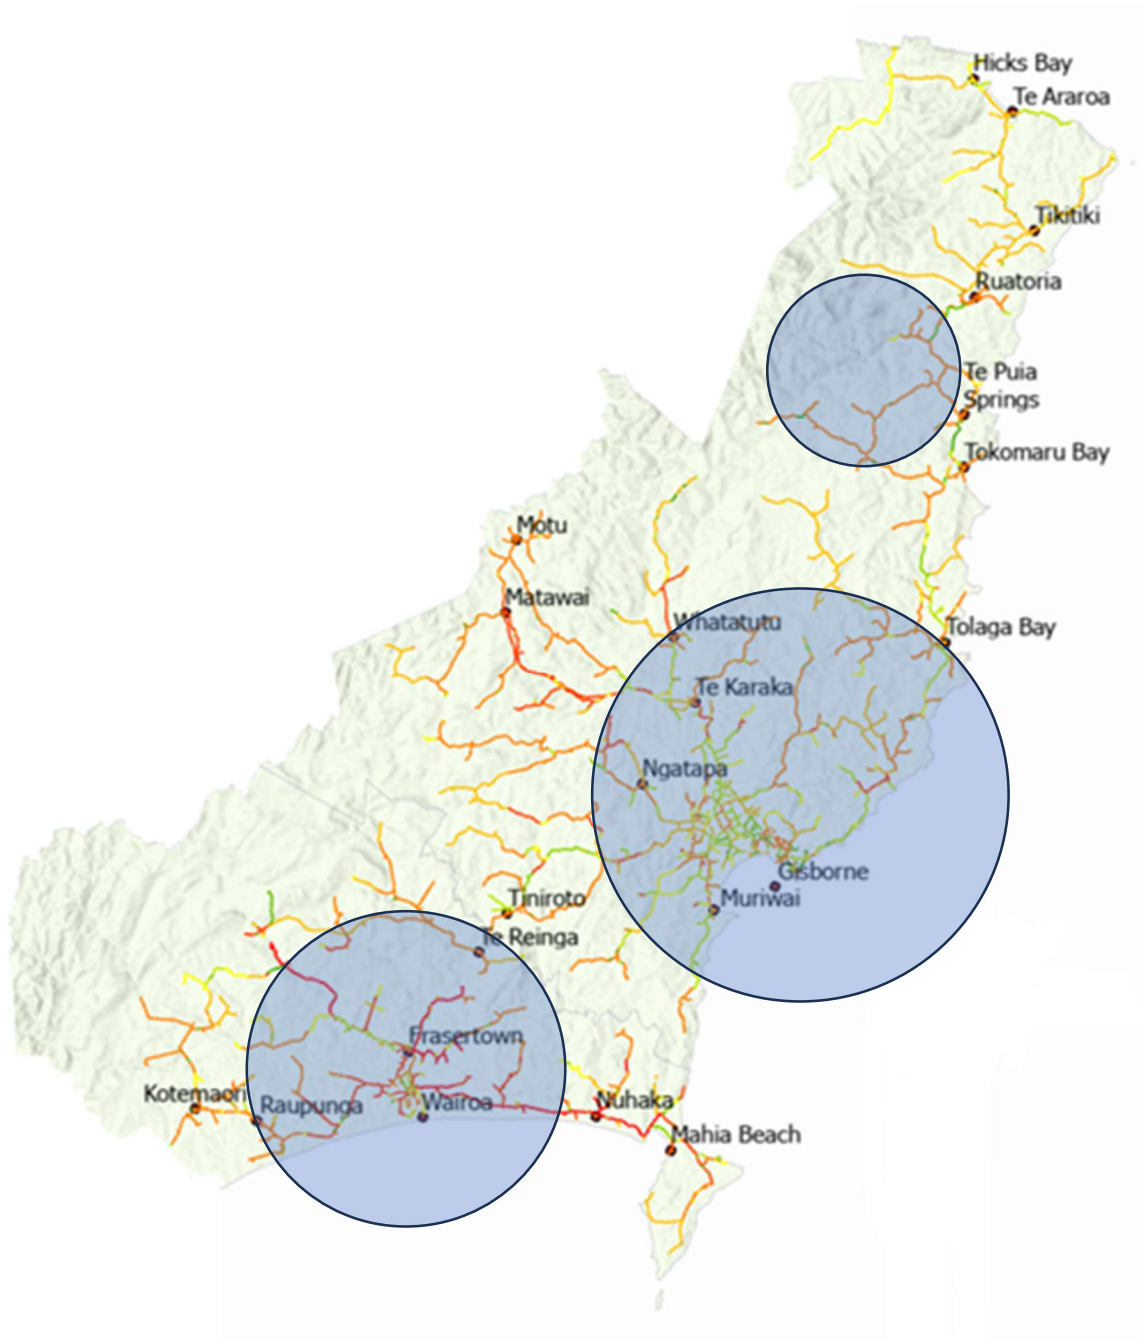 Hicks Bay
Te Araroa
Tikitiki
Ruatoria
Te Puia
Springs
Tokomaru Bay
Motu
Matawai
Whatatutu
Tolaga Bay
Te Karaka
Ngatapa
Gisborne
Muriwai
Tiniroto
Te Reinga
Frasertown
Kotemaori
Raupunga
Wairoa
Nuhaka
Mahia Beach